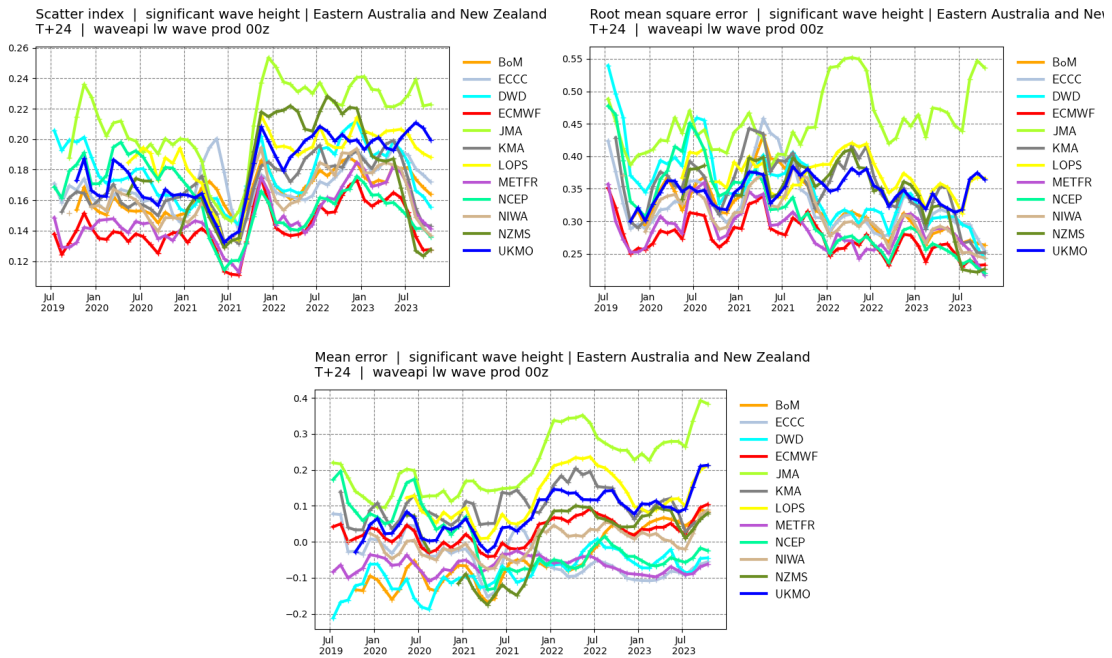 Scatter index | significant wave height | Eastern Australia and New Zealand
T+24 | waveapi lw wave prod 00z
0.26
0.24
0.22
0.20
0.18
0.16
0.14
0.12
Jul Jan Jul Jan Jul Jan Jul Jan Jul
2019 2020 2020 2021 2021 2022 2022 2023 2023
BoM
ECCC
DWD
ECMWF
JMA
KMA
LOPS
METFR
NCEP
NIWA
NZMS
UKMO
Root mean square error | significant wave height | Eastern Australia and Ne
T+24 | waveapi lw wave prod 00z
0.55
0.50
0.45
0.40
0.35
0.30
0.25
Jul Jan Jul Jan Jul Jan Jul Jan Jul
2019 2020 2020 2021 2021 2022 2022 2023 2023
BoM
ECCC
DWD
ECMWF
JMA
KMA
LOPS
METFR
NCEP
NIWA
NZMS
UKMO
Mean error | significant wave height | Eastern Australia and New Zealand
T+24 | waveapi lw wave prod 00z
0.4
0.3
0.2
0.1
0.0
−0.1
−0.2
Jul Jan Jul Jan Jul Jan Jul Jan Jul
2019 2020 2020 2021 2021 2022 2022 2023 2023
BoM
ECCC
DWD
ECMWF
JMA
KMA
LOPS
METFR
NCEP
NIWA
NZMS
UKMO